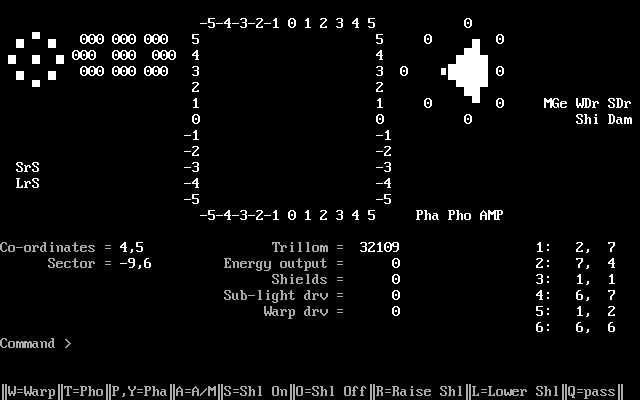 -5-4-3-2-1 0 1 2 3 4 5 0
000 000 000 5 5 0 0
000 000 000 4 4
000 000 000 3 3 0 0
2 2
1 1 0 0 MGe WDr SDr
0 0 0 Shi Dam
-1 -1
-2 -2
SrS -3 -3
LrS -4 -4
-5 -5
-5-4-3-2-1 0 1 2 3 4 5 Pha Pho AMP
Co-ordinates = 4,5 Trillom = 32109 1: 2, 7
Sector = -9,6 Energy output = 0 2: 7, 4
Shields = 0 3: 1, 1
Sub-light drv = 0 4: 6, 7
Warp drv = 0 5: 1, 2
6: 6, 6
Command >
‖W=Warp‖T=Pho‖P,Y=Pha‖A=A/M‖S=Shl On‖O=Shl Off‖R=Raise Shl‖L=Lower Shl‖Q=pass‖